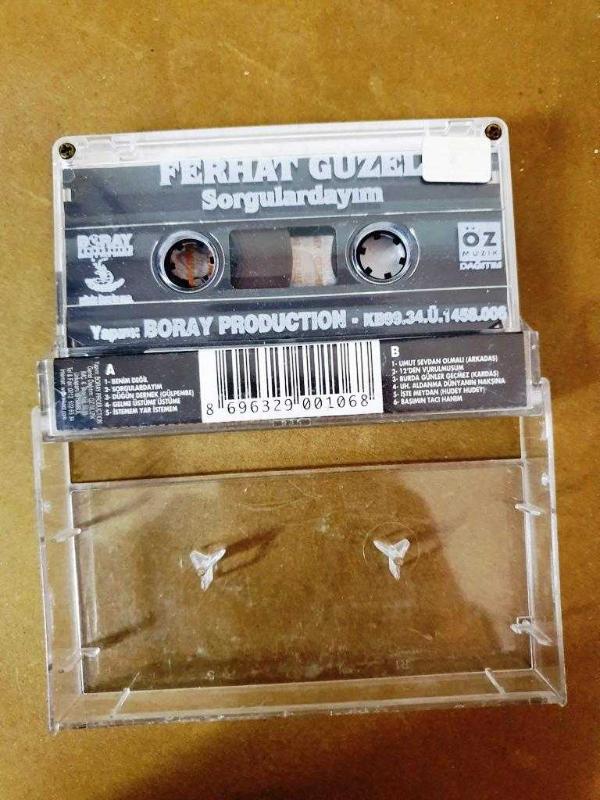 FERHAT GÜZEL
Sorgulardayım
BORAY
ÖZ
MÜZİK
DAĞITIM
Yapım: BORAY PRODUCTION - KB99.34.Ü.1458.006
A
1- BENİM DEĞİL
2- SORGULARDAYIM
3- DÜĞÜN DERNEK (GÜLPEMBE)
4- GELME ÜSTÜME ÜSTÜME
5- İSTEMEM YAR İSTEMEM
8 696329 001068
B
1- UMUT SEVDAN OLMALI (ARKADAŞ)
2- 12'DEN VURULMUŞUM
3- BURDA GÜNLER GEÇMEZ (KARDAŞ)
4- ALDANMA DÜNYANIN NAKŞINA
5- İŞTE MEYDAN (HUDEY HUDEY)
6- BAŞIMIN TACI HANIM